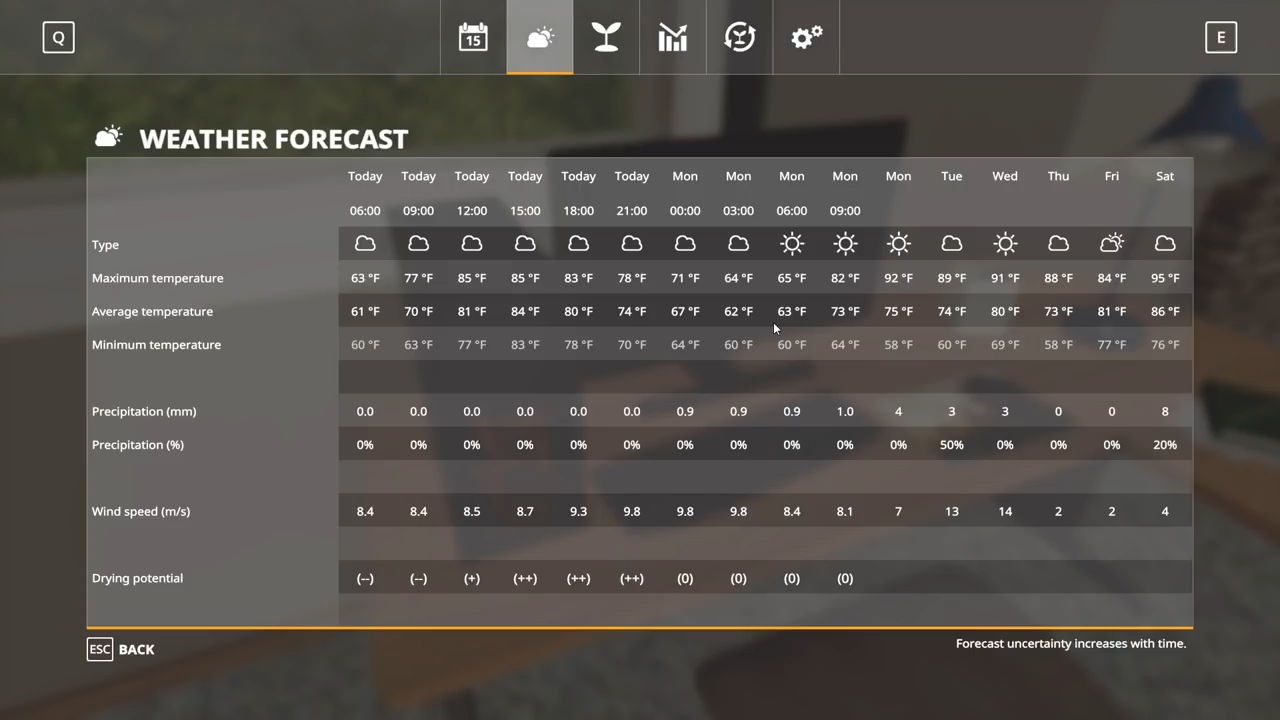 Q
15
E
WEATHER FORECAST
Today Today Today Today Today Today Mon Mon Mon Mon Mon Tue Wed Thu Fri Sat
06:00 09:00 12:00 15:00 18:00 21:00 00:00 03:00 06:00 09:00
Type
Maximum temperature 63 °F 77 °F 85 °F 85 °F 83 °F 78 °F 71 °F 64 °F 65 °F 82 °F 92 °F 89 °F 91 °F 88 °F 84 °F 95 °F
Average temperature 61 °F 70 °F 81 °F 84 °F 80 °F 74 °F 67 °F 62 °F 63 °F 73 °F 75 °F 74 °F 80 °F 73 °F 81 °F 86 °F
Minimum temperature 60 °F 63 °F 77 °F 83 °F 78 °F 70 °F 64 °F 60 °F 60 °F 64 °F 58 °F 60 °F 69 °F 58 °F 77 °F 76 °F
Precipitation (mm) 0.0 0.0 0.0 0.0 0.0 0.0 0.9 0.9 0.9 1.0 4 3 3 0 0 8
Precipitation (%) 0% 0% 0% 0% 0% 0% 0% 0% 0% 0% 0% 50% 0% 0% 0% 20%
Wind speed (m/s) 8.4 8.4 8.5 8.7 9.3 9.8 9.8 9.8 8.4 8.1 7 13 14 2 2 4
Drying potential (--) (--) (+) (++) (++) (++) (0) (0) (0) (0)
ESC BACK
Forecast uncertainty increases with time.